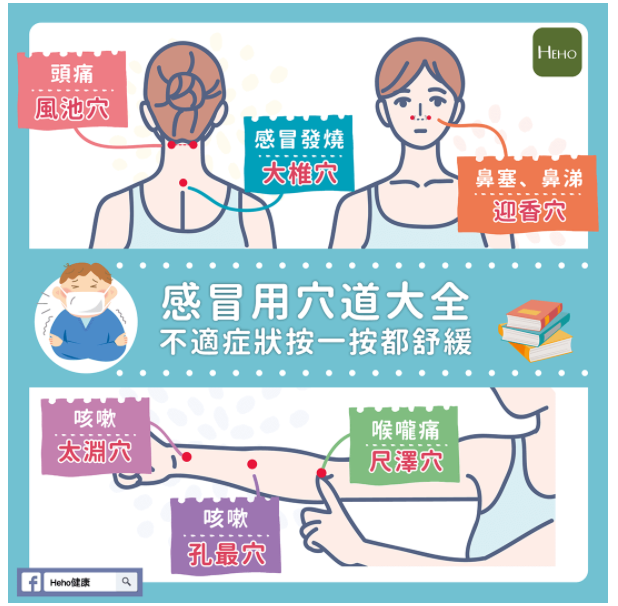 HEHO
頭痛
風池穴
感冒發燒
大椎穴
鼻塞、鼻涕
迎香穴
感冒用穴道大全
不適症狀按一按都舒緩
咳嗽
太淵穴
喉嚨痛
尺澤穴
咳嗽
孔最穴
f Heho健康